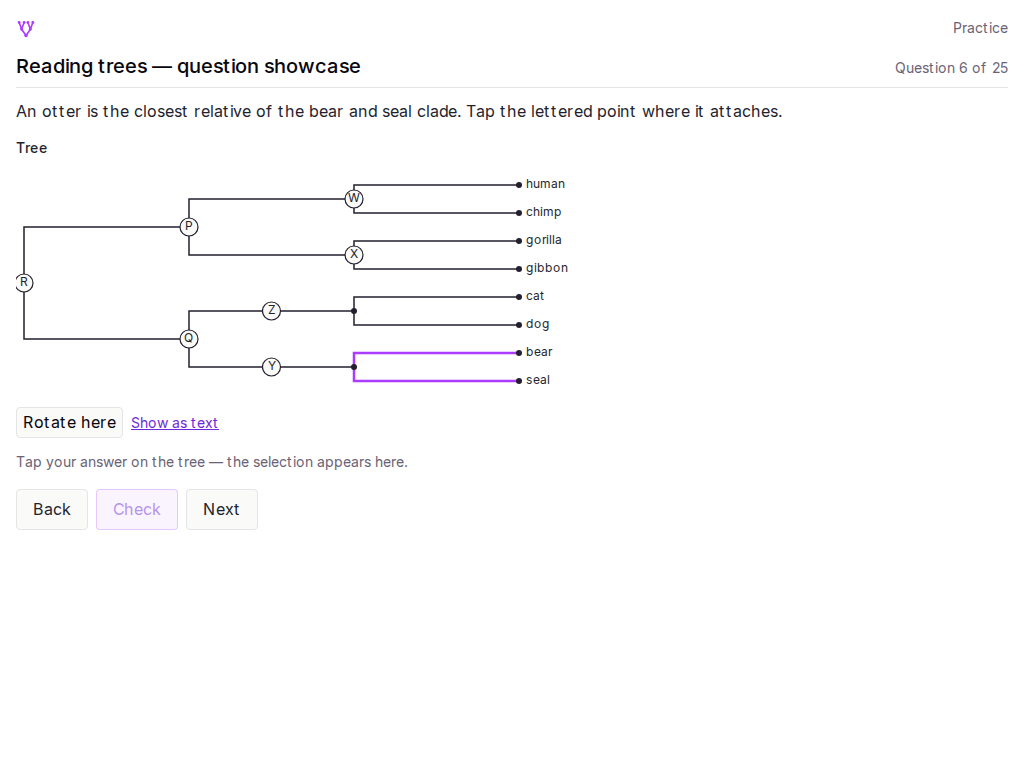 Practice
Reading trees — question showcase
Question 6 of 25
An otter is the closest relative of the bear and seal clade. Tap the lettered point where it attaches.
Tree
human
W
chimp
P
gorilla
X
gibbon
R
cat
Z
dog
Q
bear
Y
seal
Rotate here
Show as text
Tap your answer on the tree — the selection appears here.
Back
Check
Next